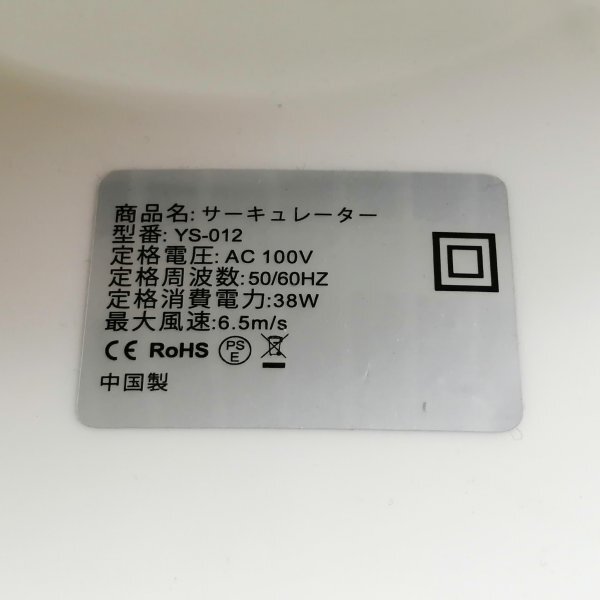 商品名: サーキュレーター
型番: YS-012
定格電圧: AC 100V
定格周波数: 50/60HZ
定格消費電力:38W
最大風速:6.5m/s
CE RoHS PSE
中国製